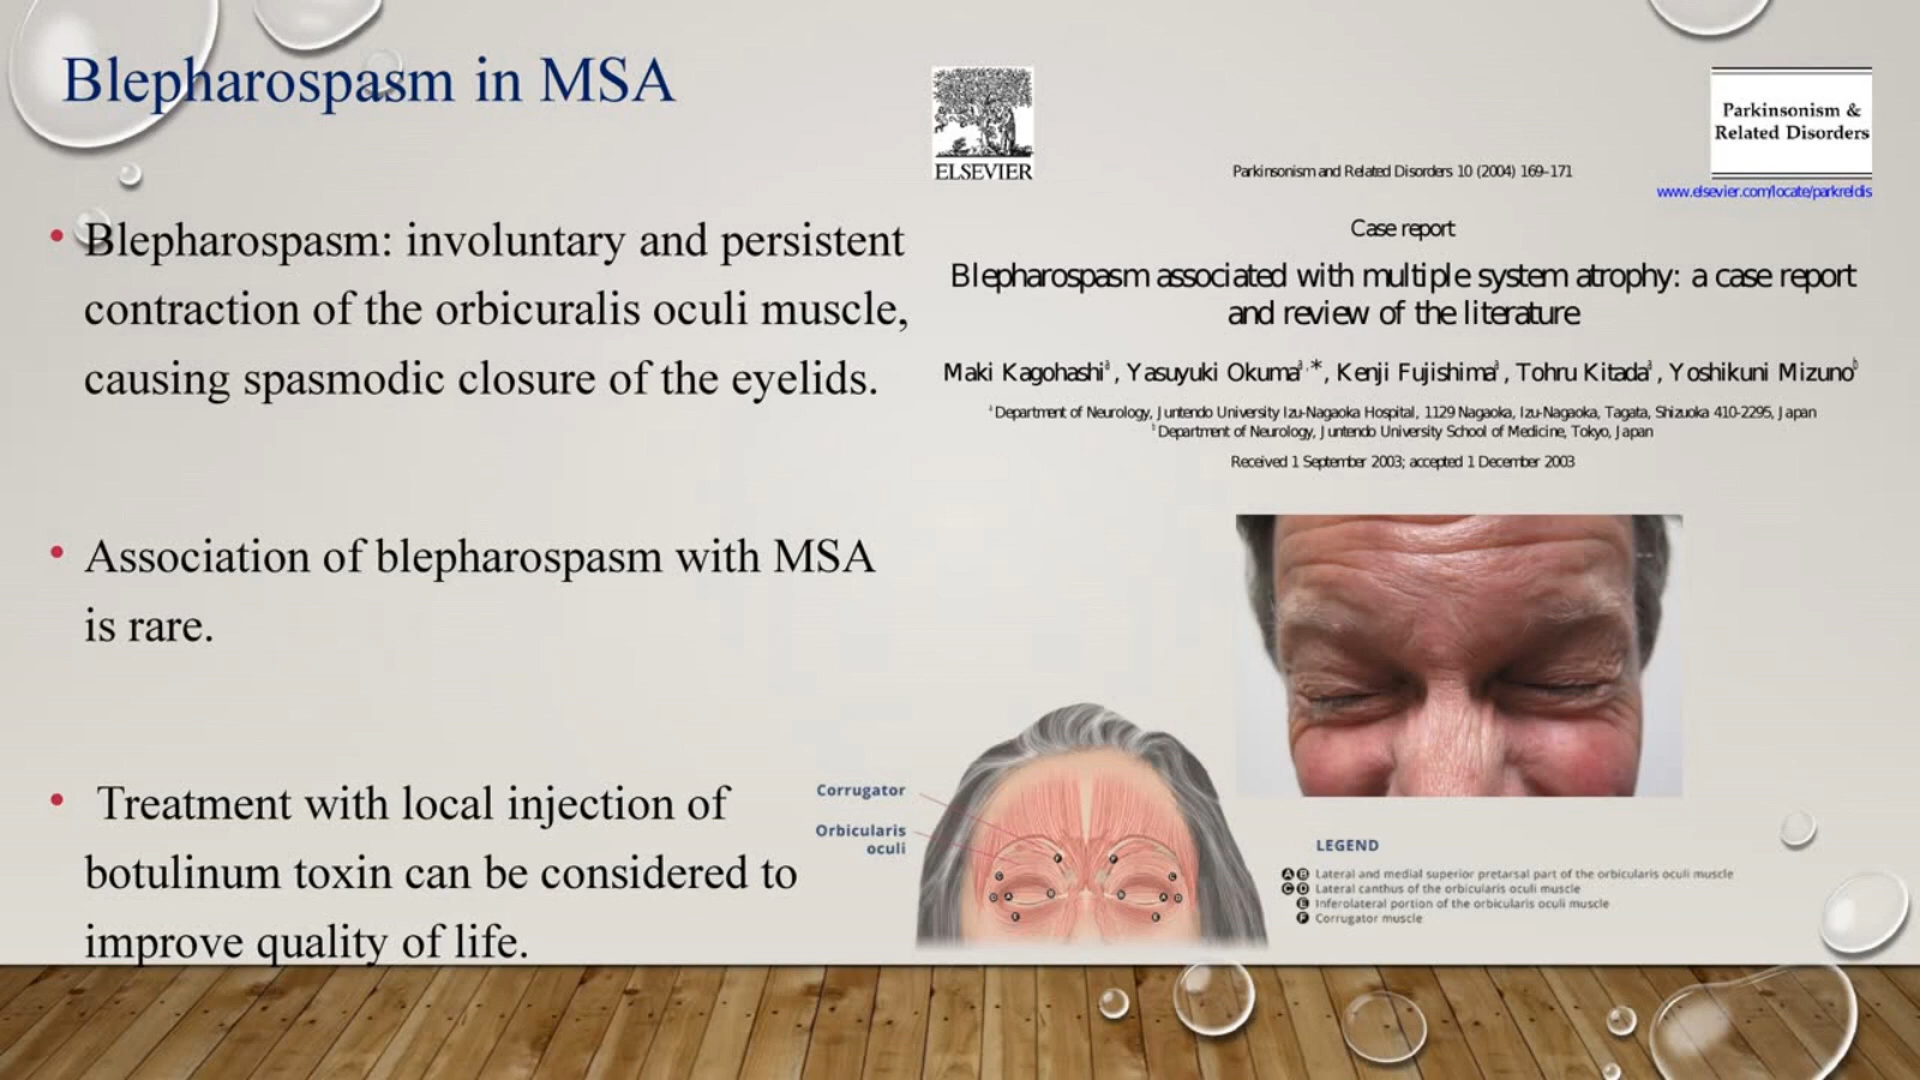 Blepharospasm in MSA
• Blepharospasm: involuntary and persistent
contraction of the orbicuralis oculi muscle,
causing spasmodic closure of the eyelids.
• Association of blepharospasm with MSA
is rare.
• Treatment with local injection of
botulinum toxin can be considered to
improve quality of life.
ELSEVIER
Parkinsonism and Related Disorders 10 (2004) 169–171
Parkinsonism &
Related Disorders
www.elsevier.com/locate/parkreldis
Case report
Blepharospasm associated with multiple system atrophy: a case report
and review of the literature
Maki Kagohashiª, Yasuyuki Okumaª,*, Kenji Fujishimaª, Tohru Kitadaª, Yoshikuni Mizunoᵇ
ª Department of Neurology, Juntendo University Izu-Nagaoka Hospital, 1129 Nagaoka, Izu-Nagaoka, Tagata, Shizuoka 410-2295, Japan
ᵇ Department of Neurology, Juntendo University School of Medicine, Tokyo, Japan
Received 1 September 2003; accepted 1 December 2003
Corrugator
Orbicularis
oculi
LEGEND
A B Lateral and medial superior pretarsal part of the orbicularis oculi muscle
C D Lateral canthus of the orbicularis oculi muscle
E Inferolateral portion of the orbicularis oculi muscle
F Corrugator muscle